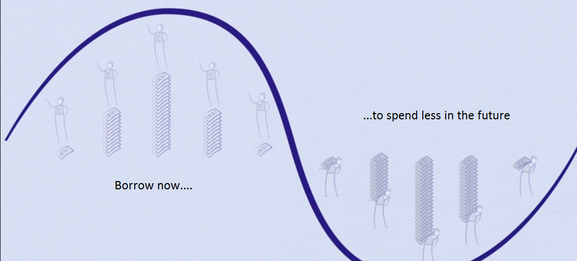 ...to spend less in the future
Borrow now....